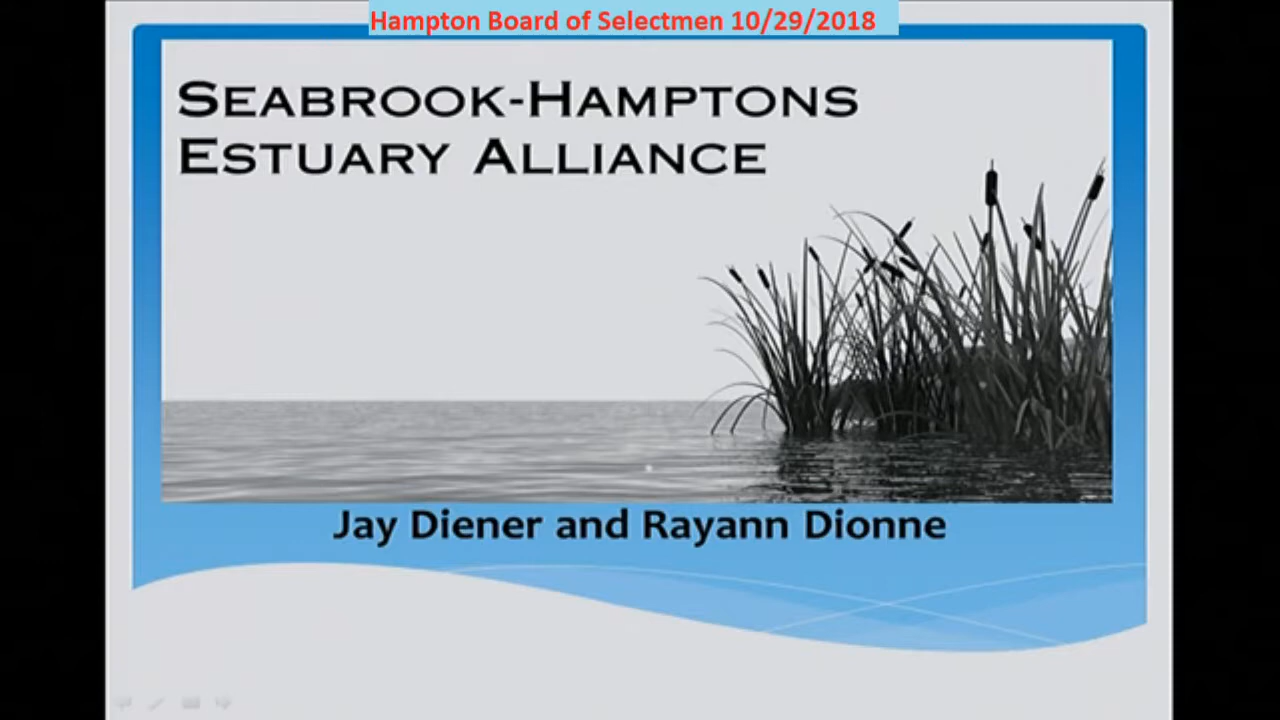 Hampton Board of Selectmen 10/29/2018
SEABROOK-HAMPTONS
ESTUARY ALLIANCE
Jay Diener and Rayann Dionne